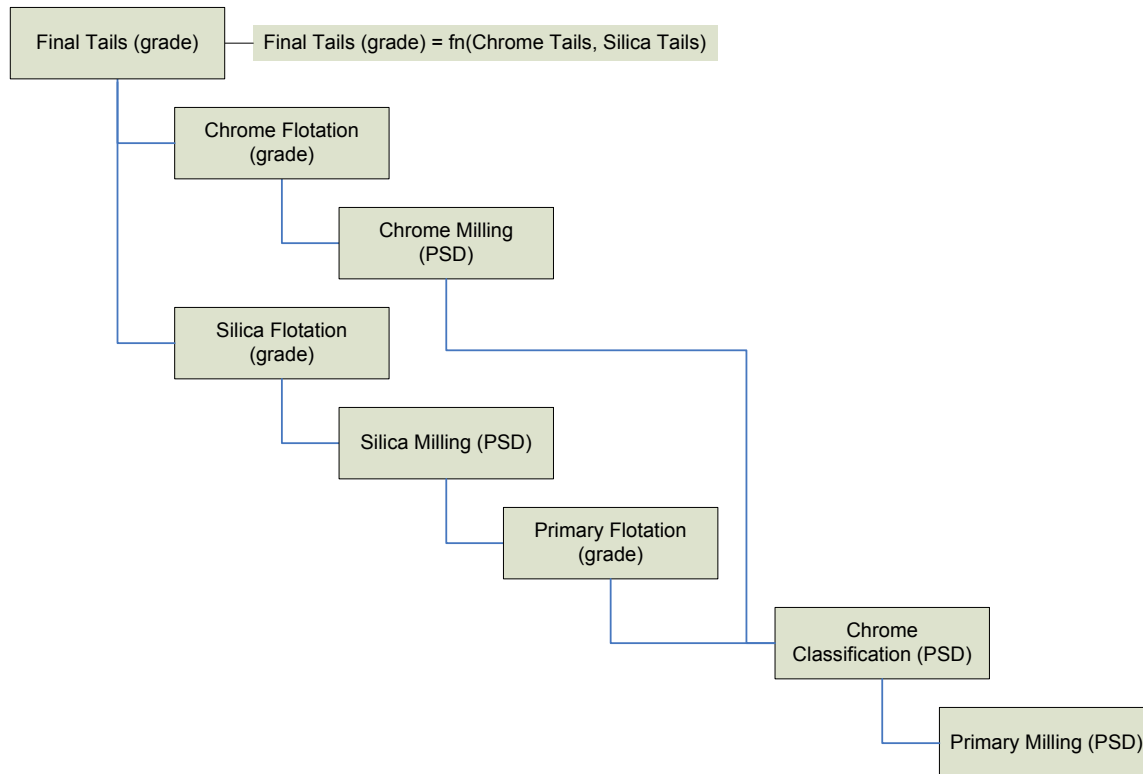 Final Tails (grade)
Final Tails (grade) = fn(Chrome Tails, Silica Tails)
Chrome Flotation
(grade)
Chrome Milling
(PSD)
Silica Flotation
(grade)
Silica Milling (PSD)
Primary Flotation
(grade)
Chrome
Classification (PSD)
Primary Milling (PSD)